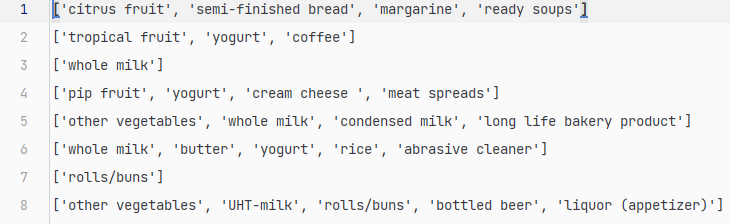 1 ['citrus fruit', 'semi-finished bread', 'margarine', 'ready soups']
2 ['tropical fruit', 'yogurt', 'coffee']
3 ['whole milk']
4 ['pip fruit', 'yogurt', 'cream cheese ', 'meat spreads']
5 ['other vegetables', 'whole milk', 'condensed milk', 'long life bakery product']
6 ['whole milk', 'butter', 'yogurt', 'rice', 'abrasive cleaner']
7 ['rolls/buns']
8 ['other vegetables', 'UHT-milk', 'rolls/buns', 'bottled beer', 'liquor (appetizer)']